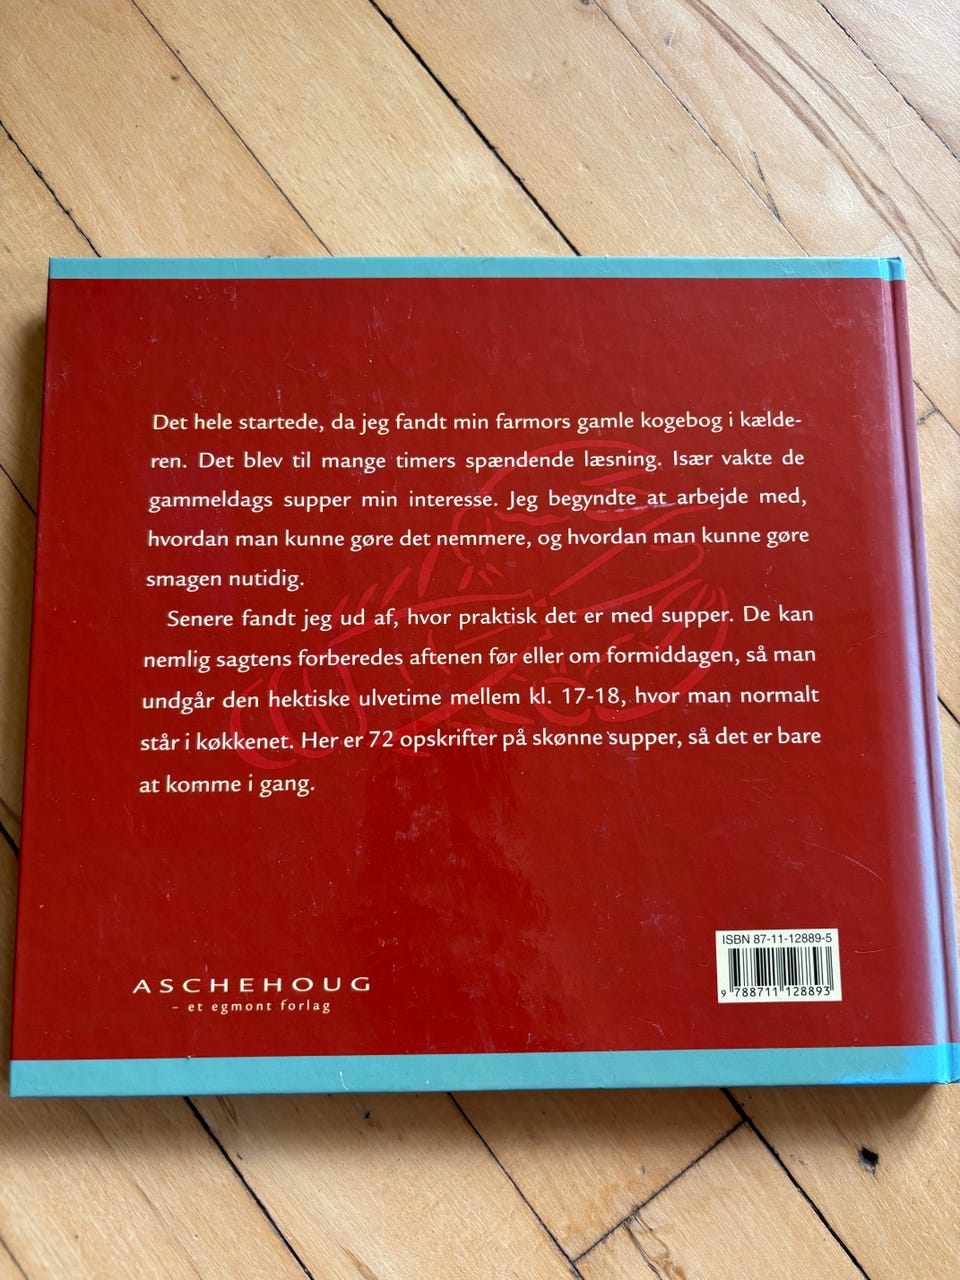 Det hele startede, da jeg fandt min farmors gamle kogebog i kælde-
ren. Det blev til mange timers spændende læsning. Især vakte de
gammeldags supper min interesse. Jeg begyndte at arbejde med,
hvordan man kunne gøre det nemmere, og hvordan man kunne gøre
smagen nutidig.
Senere fandt jeg ud af, hvor praktisk det er med supper. De kan
nemlig sagtens forberedes aftenen før eller om formiddagen, så man
undgår den hektiske ulvetime mellem kl. 17-18, hvor man normalt
står i køkkenet. Her er 72 opskrifter på skønne supper, så det er bare
at komme i gang.
ISBN 87-11-12889-5
9 788711 128893
ASCHEHOUG
– et egmont forlag